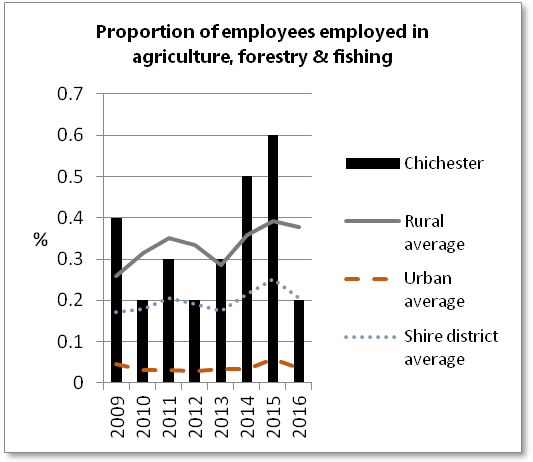 Proportion of employees employed in
agriculture, forestry & fishing
0.7
0.6
0.5
0.4
0.3
0.2
0.1
0
%
2009
2010
2011
2012
2013
2014
2015
2016
Chichester
Rural
average
Urban
average
Shire district
average